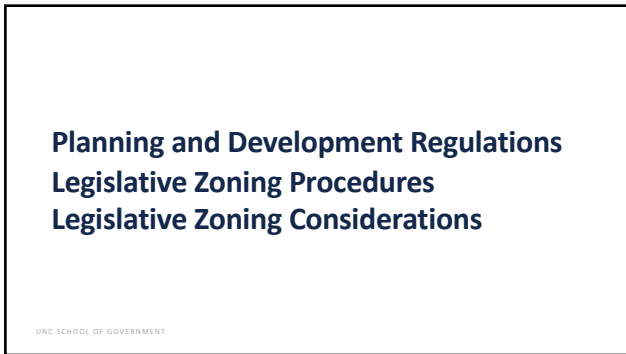 Planning and Development Regulations
Legislative Zoning Procedures
Legislative Zoning Considerations
UNC SCHOOL OF GOVERNMENT